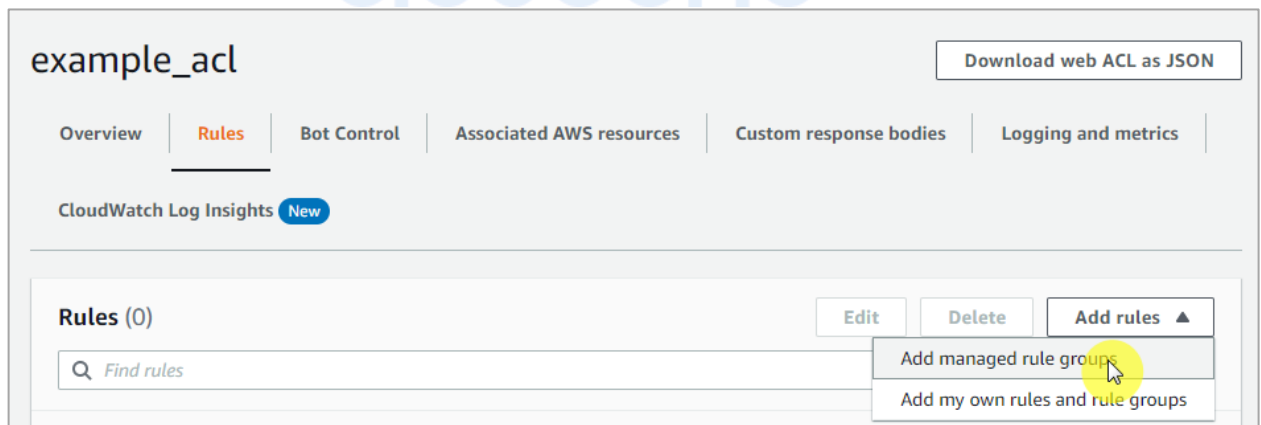 example_acl
Download web ACL as JSON
Overview
Rules
Bot Control
Associated AWS resources
Custom response bodies
Logging and metrics
CloudWatch Log Insights New
Rules (0)
Edit
Delete
Add rules
Find rules
Add managed rule groups
Add my own rules and rule groups